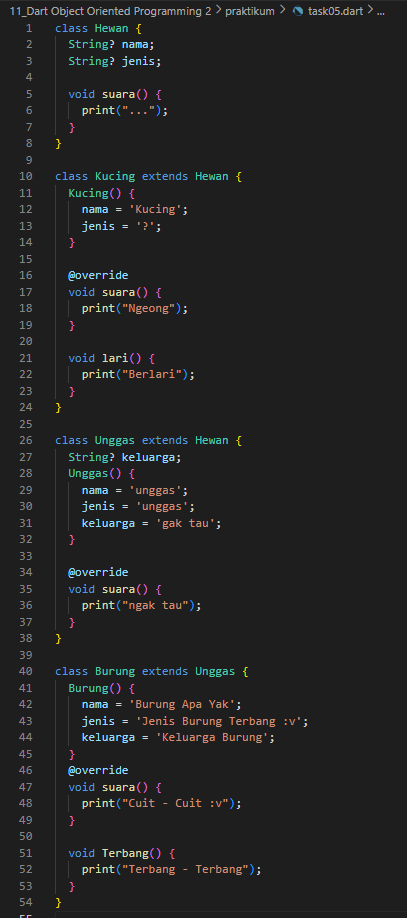 11_Dart Object Oriented Programming 2 > praktikum > task05.dart > ...
1 class Hewan {
2 String? nama;
3 String? jenis;
4
5 void suara() {
6 print("...");
7 }
8 }
9
10 class Kucing extends Hewan {
11 Kucing() {
12 nama = 'Kucing';
13 jenis = '?';
14 }
15
16 @override
17 void suara() {
18 print("Ngeong");
19 }
20
21 void lari() {
22 print("Berlari");
23 }
24 }
25
26 class Unggas extends Hewan {
27 String? keluarga;
28 Unggas() {
29 nama = 'unggas';
30 jenis = 'unggas';
31 keluarga = 'gak tau';
32 }
33
34 @override
35 void suara() {
36 print("ngak tau");
37 }
38 }
39
40 class Burung extends Unggas {
41 Burung() {
42 nama = 'Burung Apa Yak';
43 jenis = 'Jenis Burung Terbang :v';
44 keluarga = 'Keluarga Burung';
45 }
46 @override
47 void suara() {
48 print("Cuit - Cuit :v");
49 }
50
51 void Terbang() {
52 print("Terbang - Terbang");
53 }
54 }